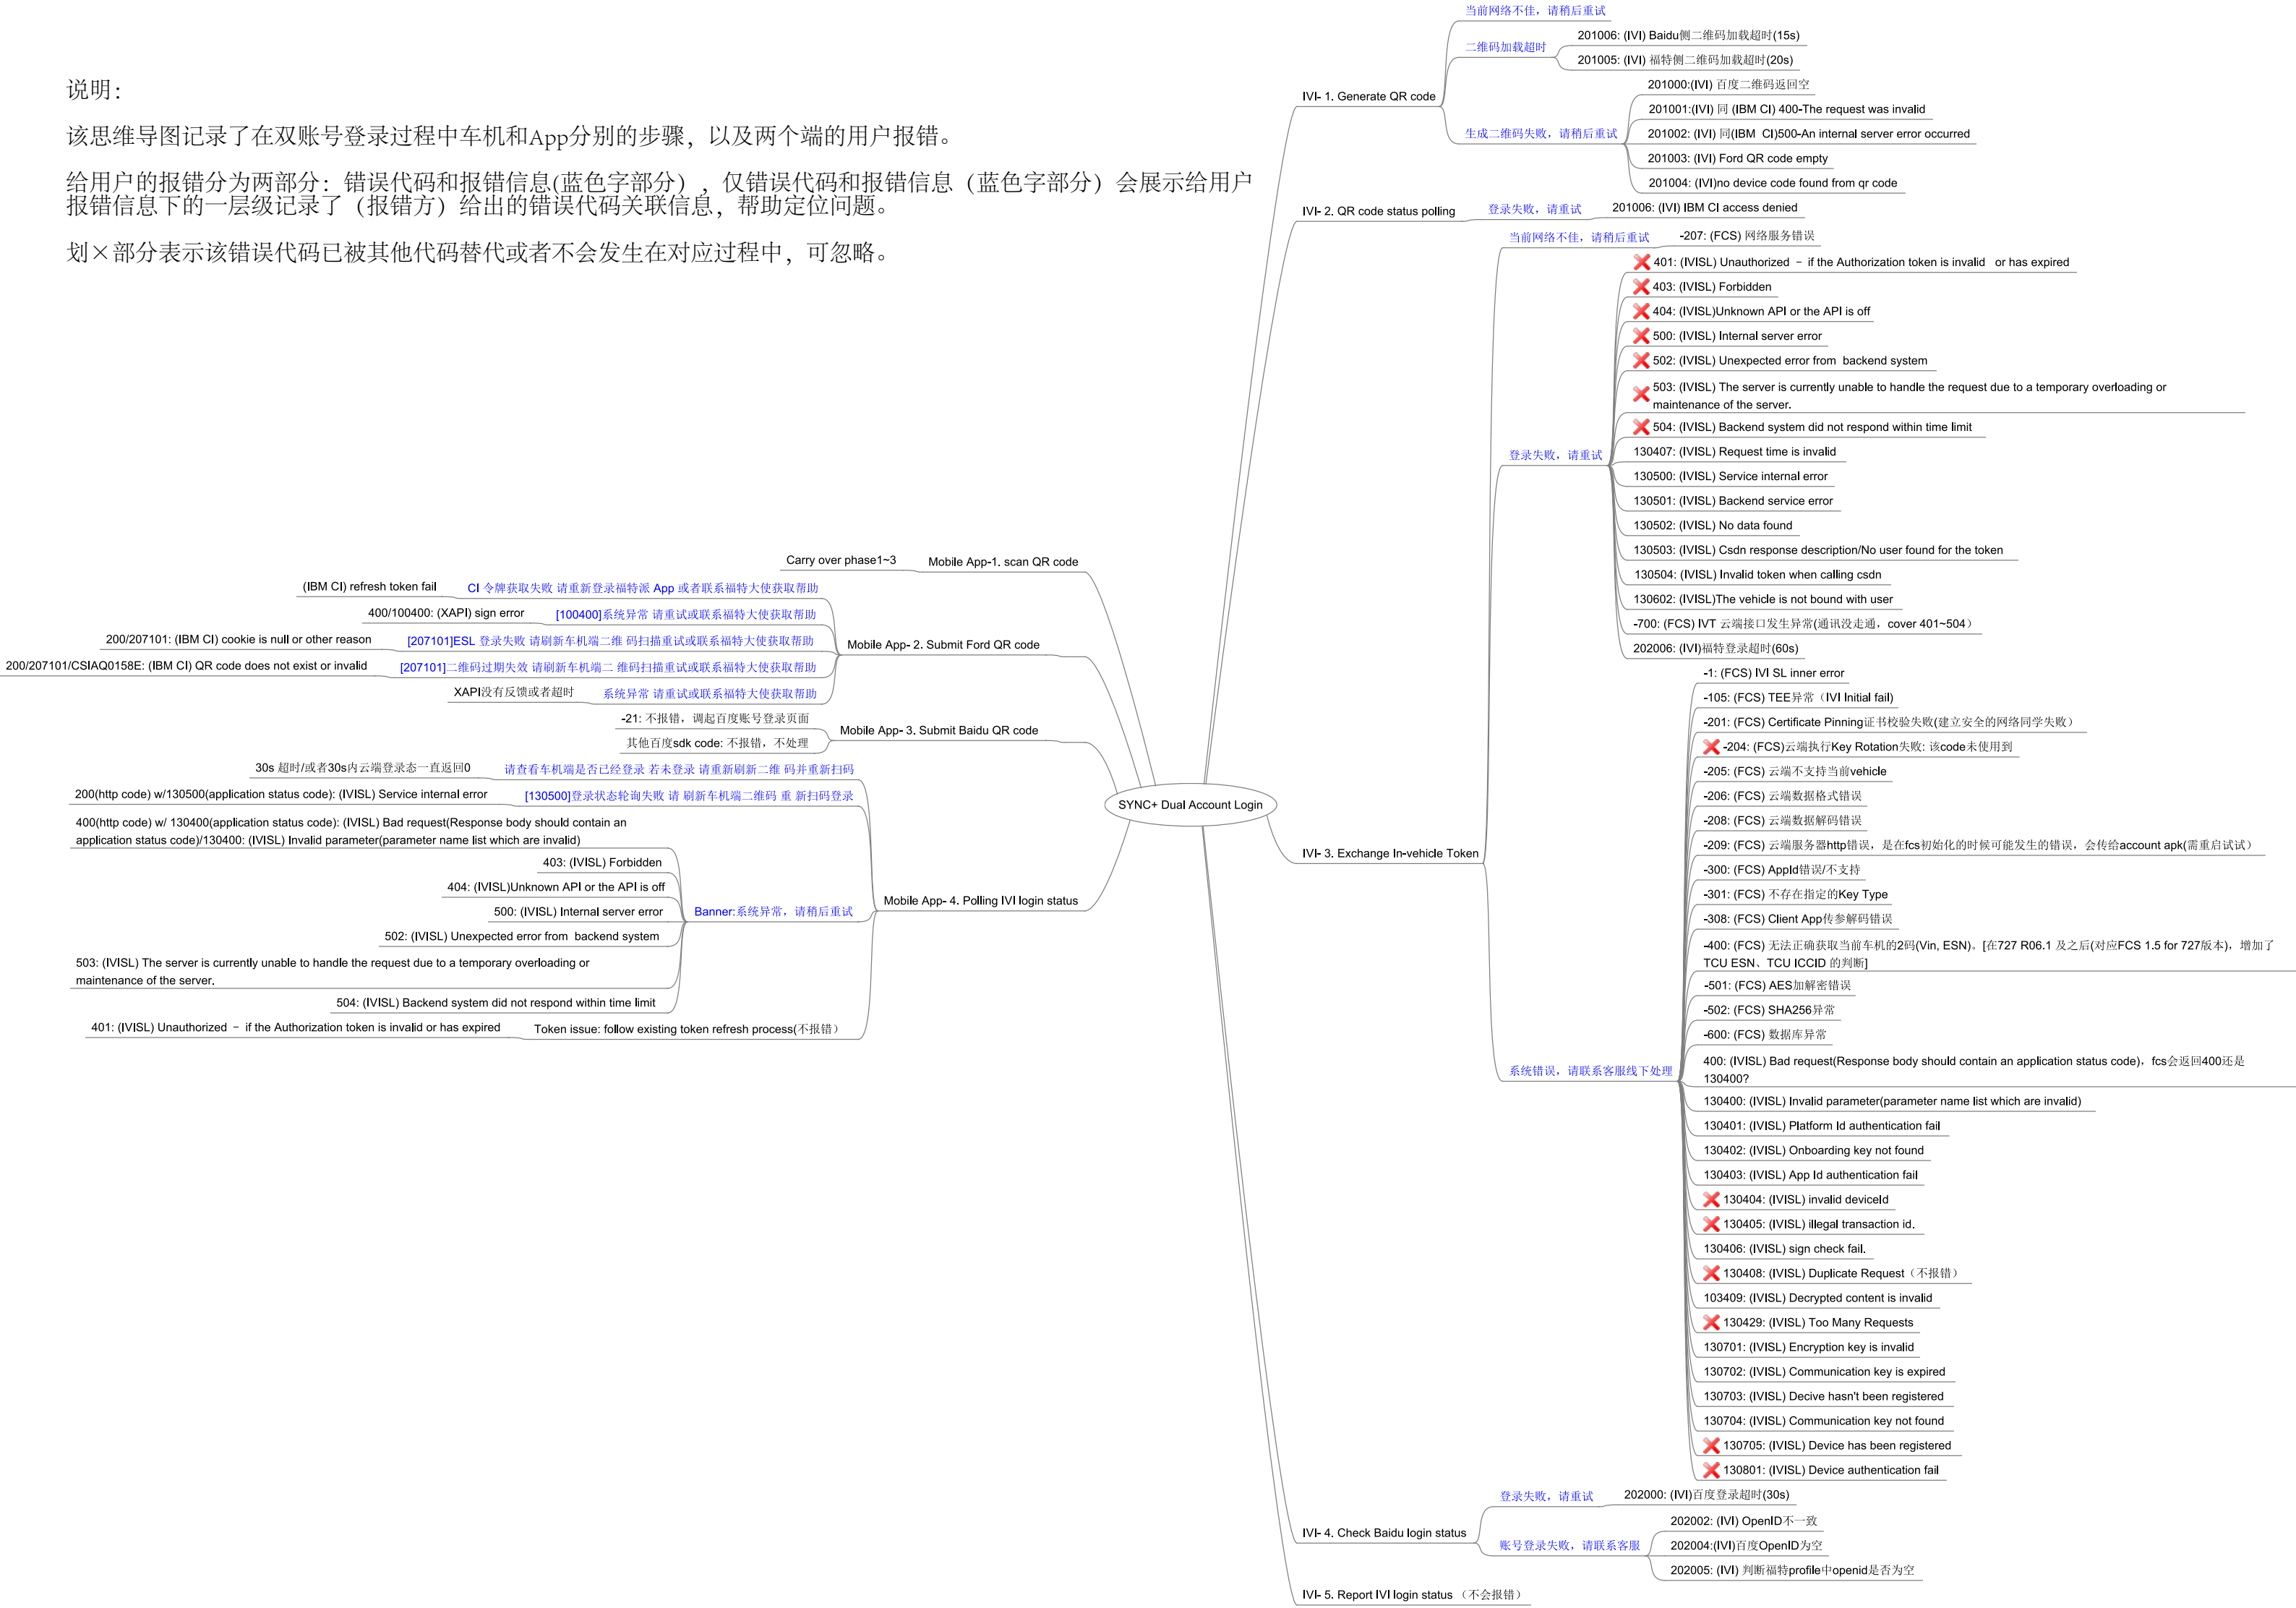 说明：
该思维导图记录了在双账号登录过程中车机和App分别的步骤，以及两个端的用户报错。
给用户的报错分为两部分：错误代码和报错信息(蓝色字部分），仅错误代码和报错信息（蓝色字部分）会展示给用户
报错信息下的一层级记录了（报错方）给出的错误代码关联信息，帮助定位问题。
划×部分表示该错误代码已被其他代码替代或者不会发生在对应过程中，可忽略。
SYNC+ Dual Account Login
Mobile App-1. scan QR code
Carry over phase1~3
Mobile App- 2. Submit Ford QR code
CI 令牌获取失败 请重新登录福特派 App 或者联系福特大使获取帮助
(IBM CI) refresh token fail
[100400]系统异常 请重试或联系福特大使获取帮助
400/100400: (XAPI) sign error
[207101]ESL 登录失败 请刷新车机端二维 码扫描重试或联系福特大使获取帮助
200/207101: (IBM CI) cookie is null or other reason
[207101]二维码过期失效 请刷新车机端二 维码扫描重试或联系福特大使获取帮助
200/207101/CSIAQ0158E: (IBM CI) QR code does not exist or invalid
系统异常 请重试或联系福特大使获取帮助
XAPI没有反馈或者超时
Mobile App- 3. Submit Baidu QR code
-21: 不报错，调起百度账号登录页面
其他百度sdk code: 不报错，不处理
Mobile App- 4. Polling IVI login status
请查看车机端是否已经登录 若未登录 请重新刷新二维 码并重新扫码
30s 超时/或者30s内云端登录态一直返回0
[130500]登录状态轮询失败 请 刷新车机端二维码 重 新扫码登录
200(http code) w/130500(application status code): (IVISL) Service internal error
Banner:系统异常，请稍后重试
400(http code) w/ 130400(application status code): (IVISL) Bad request(Response body should contain an
application status code)/130400: (IVISL) Invalid parameter(parameter name list which are invalid)
403: (IVISL) Forbidden
404: (IVISL)Unknown API or the API is off
500: (IVISL) Internal server error
502: (IVISL) Unexpected error from  backend system
503: (IVISL) The server is currently unable to handle the request due to a temporary overloading or
maintenance of the server.
504: (IVISL) Backend system did not respond within time limit
Token issue: follow existing token refresh process(不报错）
401: (IVISL) Unauthorized – if the Authorization token is invalid or has expired
IVI- 1. Generate QR code
当前网络不佳，请稍后重试
二维码加载超时
201006: (IVI) Baidu侧二维码加载超时(15s)
201005: (IVI) 福特侧二维码加载超时(20s)
生成二维码失败，请稍后重试
201000:(IVI) 百度二维码返回空
201001:(IVI) 同 (IBM CI) 400-The request was invalid
201002: (IVI) 同(IBM  CI)500-An internal server error occurred
201003: (IVI) Ford QR code empty
201004: (IVI)no device code found from qr code
IVI- 2. QR code status polling
登录失败，请重试
201006: (IVI) IBM CI access denied
IVI- 3. Exchange In-vehicle Token
当前网络不佳，请稍后重试
-207: (FCS) 网络服务错误
登录失败，请重试
401: (IVISL) Unauthorized – if the Authorization token is invalid   or has expired
403: (IVISL) Forbidden
404: (IVISL)Unknown API or the API is off
500: (IVISL) Internal server error
502: (IVISL) Unexpected error from  backend system
503: (IVISL) The server is currently unable to handle the request due to a temporary overloading or
maintenance of the server.
504: (IVISL) Backend system did not respond within time limit
130407: (IVISL) Request time is invalid
130500: (IVISL) Service internal error
130501: (IVISL) Backend service error
130502: (IVISL) No data found
130503: (IVISL) Csdn response description/No user found for the token
130504: (IVISL) Invalid token when calling csdn
130602: (IVISL)The vehicle is not bound with user
-700: (FCS) IVT 云端接口发生异常(通讯没走通，cover 401~504）
202006: (IVI)福特登录超时(60s)
系统错误，请联系客服线下处理
-1: (FCS) IVI SL inner error
-105: (FCS) TEE异常（IVI Initial fail)
-201: (FCS) Certificate Pinning证书校验失败(建立安全的网络同学失败）
-204: (FCS)云端执行Key Rotation失败: 该code未使用到
-205: (FCS) 云端不支持当前vehicle
-206: (FCS) 云端数据格式错误
-208: (FCS) 云端数据解码错误
-209: (FCS) 云端服务器http错误，是在fcs初始化的时候可能发生的错误，会传给account apk(需重启试试）
-300: (FCS) AppId错误/不支持
-301: (FCS) 不存在指定的Key Type
-308: (FCS) Client App传参解码错误
-400: (FCS) 无法正确获取当前车机的2码(Vin, ESN)。[在727 R06.1 及之后(对应FCS 1.5 for 727版本)，增加了
TCU ESN、TCU ICCID 的判断]
-501: (FCS) AES加解密错误
-502: (FCS) SHA256异常
-600: (FCS) 数据库异常
400: (IVISL) Bad request(Response body should contain an application status code)，fcs会返回400还是
130400?
130400: (IVISL) Invalid parameter(parameter name list which are invalid)
130401: (IVISL) Platform Id authentication fail
130402: (IVISL) Onboarding key not found
130403: (IVISL) App Id authentication fail
130404: (IVISL) invalid deviceId
130405: (IVISL) illegal transaction id.
130406: (IVISL) sign check fail.
130408: (IVISL) Duplicate Request（不报错）
103409: (IVISL) Decrypted content is invalid
130429: (IVISL) Too Many Requests
130701: (IVISL) Encryption key is invalid
130702: (IVISL) Communication key is expired
130703: (IVISL) Decive hasn't been registered
130704: (IVISL) Communication key not found
130705: (IVISL) Device has been registered
130801: (IVISL) Device authentication fail
IVI- 4. Check Baidu login status
登录失败，请重试
202000: (IVI)百度登录超时(30s)
账号登录失败，请联系客服
202002: (IVI) OpenID不一致
202004:(IVI)百度OpenID为空
202005: (IVI) 判断福特profile中openid是否为空
IVI- 5. Report IVI login status （不会报错）